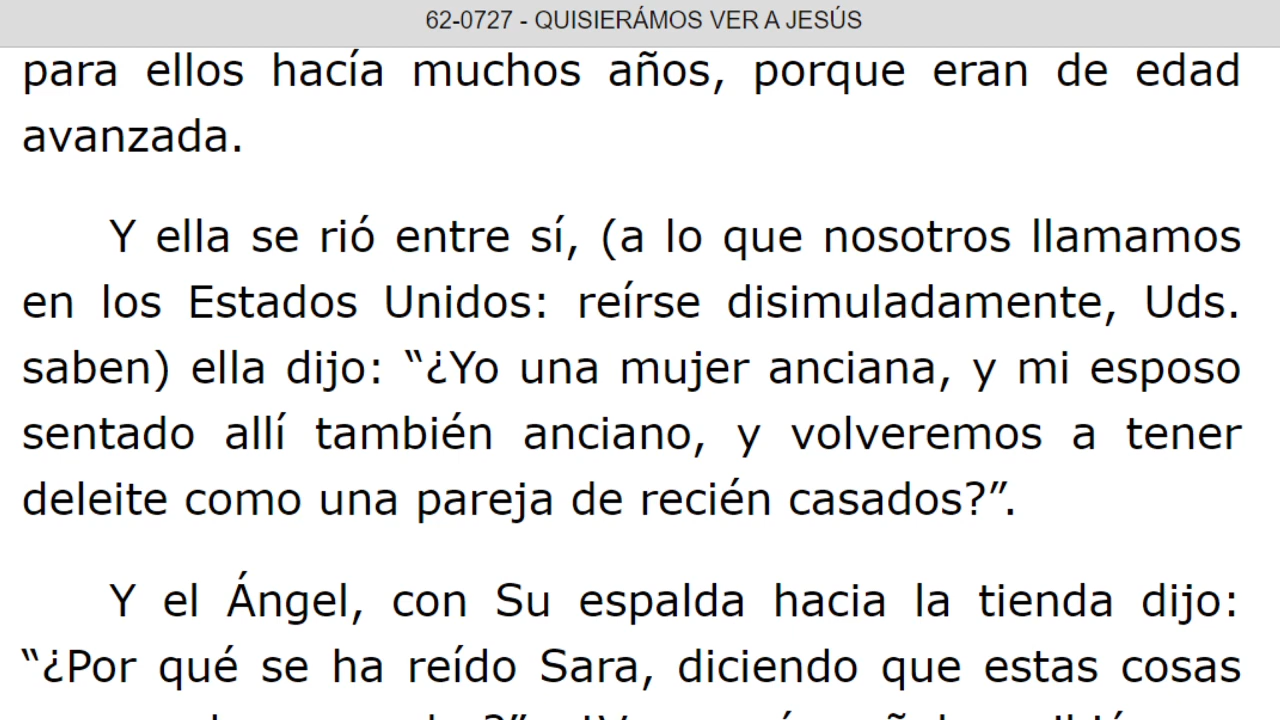 62-0727 - QUISIERÁMOS VER A JESÚS
para ellos hacía muchos años, porque eran de edad
avanzada.
Y ella se rió entre sí, (a lo que nosotros llamamos
en los Estados Unidos: reírse disimuladamente, Uds.
saben) ella dijo: “¿Yo una mujer anciana, y mi esposo
sentado allí también anciano, y volveremos a tener
deleite como una pareja de recién casados?”.
Y el Ángel, con Su espalda hacia la tienda dijo:
“¿Por qué se ha reído Sara, diciendo que estas cosas